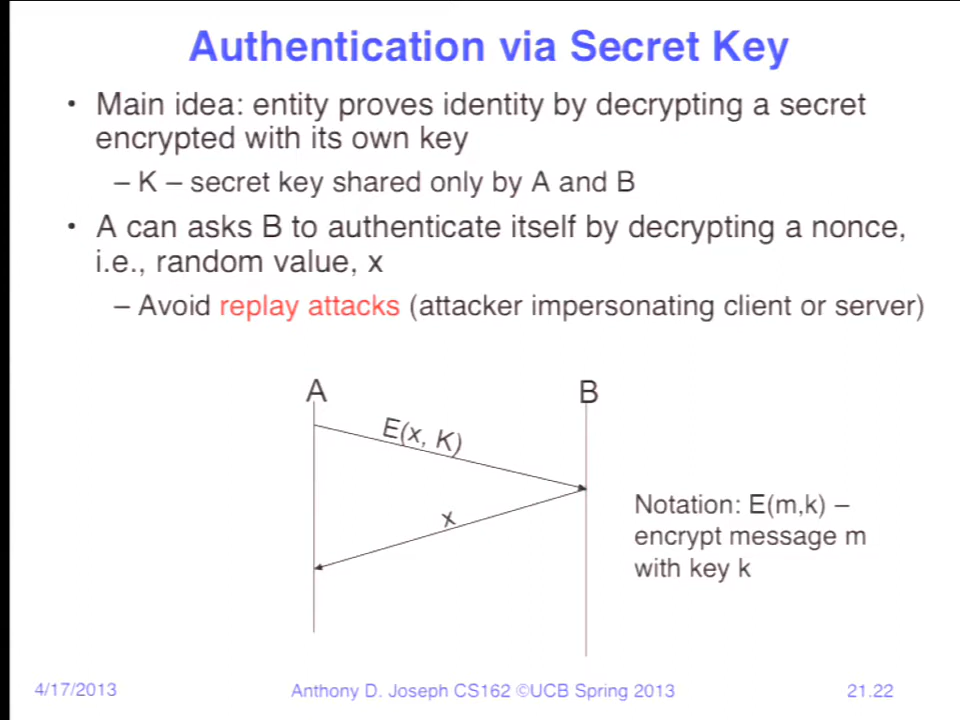 Authentication via Secret Key
• Main idea: entity proves identity by decrypting a secret
encrypted with its own key
– K – secret key shared only by A and B
• A can asks B to authenticate itself by decrypting a nonce,
i.e., random value, x
– Avoid replay attacks (attacker impersonating client or server)
A
B
E(x, K)
x
Notation: E(m,k) –
encrypt message m
with key k
4/17/2013
Anthony D. Joseph CS162 ©UCB Spring 2013
21.22